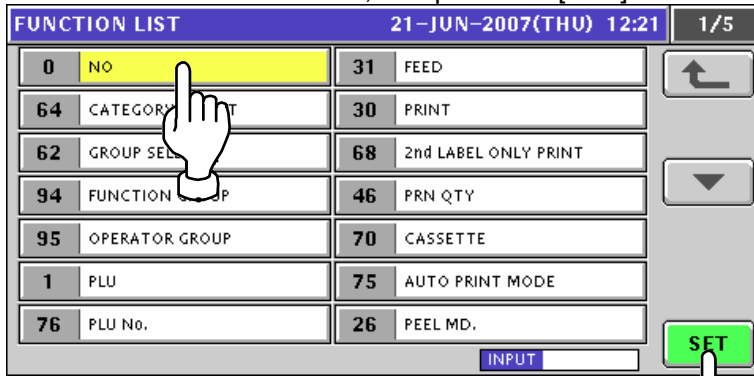 FUNCTION LIST 21-JUN-2007(THU) 12:21 1/5
0 NO 31 FEED
64 CATEGORY 30 PRINT
62 GROUP 68 2nd LABEL ONLY PRINT
94 FUNCTION 46 PRN QTY
95 OPERATOR GROUP 70 CASSETTE
1 PLU 75 AUTO PRINT MODE
76 PLU No. 26 PEEL MD.
INPUT
SET